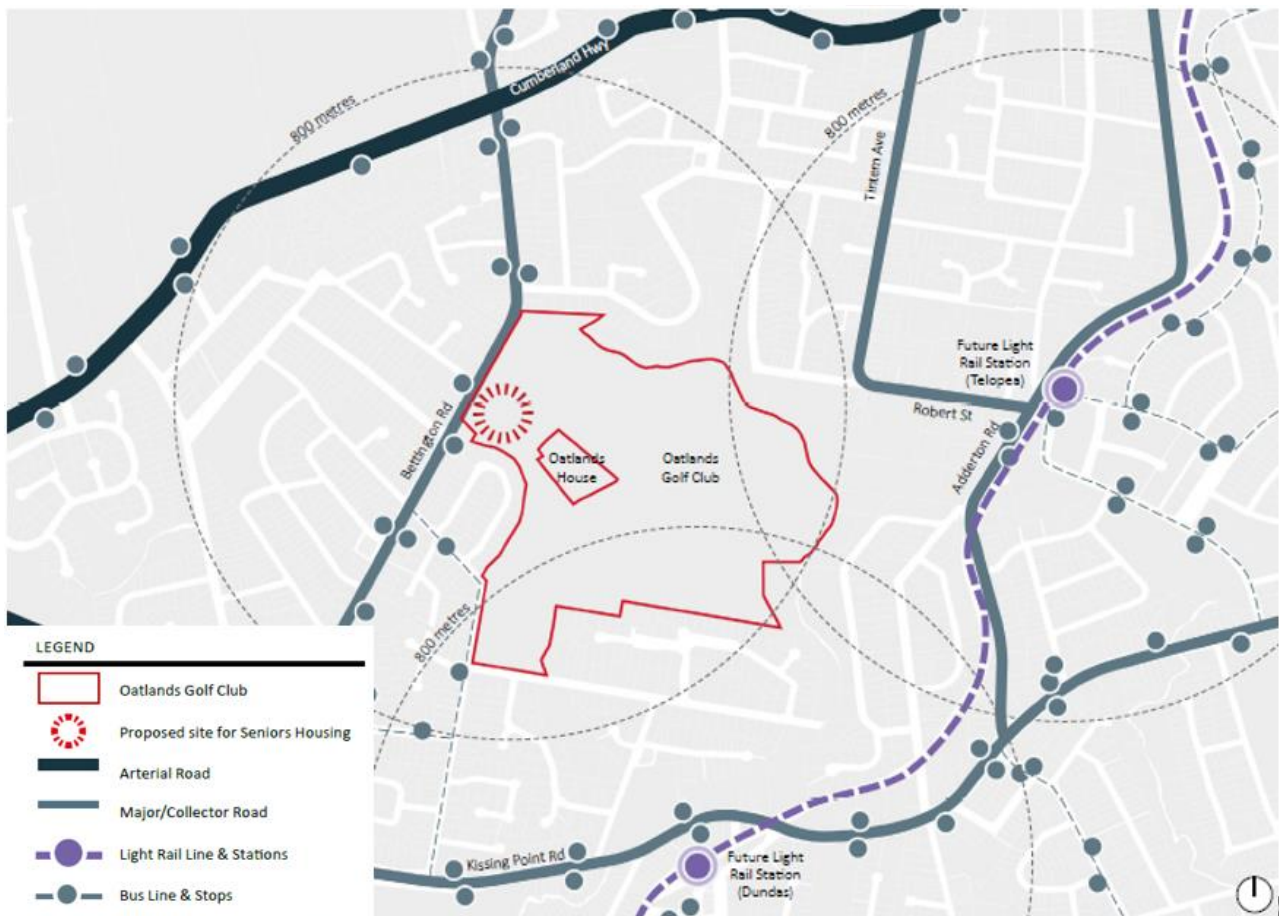 Cumberland Hwy
800 metres
800 metres
Tintern Ave
Future Light
Rail Station
(Telopea)
Robert St
Bettington Rd
Oatlands
House
Oatlands
Golf Club
Adderton Rd
800 metres
LEGEND
Oatlands Golf Club
Proposed site for Seniors Housing
Arterial Road
Major/Collector Road
Light Rail Line & Stations
Bus Line & Stops
Kissing Point Rd
Future Light
Rail Station
(Dundas)